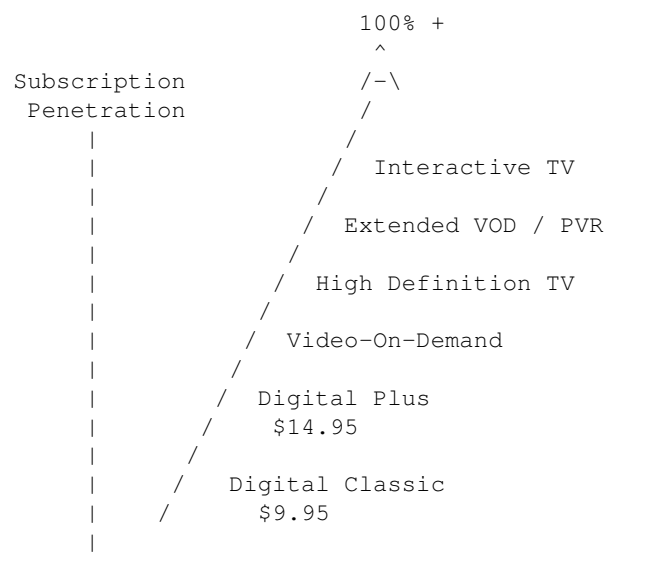 100% +
^
Subscription /-\
Penetration /
| /
| / Interactive TV
| /
| / Extended VOD / PVR
| /
| / High Definition TV
| /
| / Video-On-Demand
| /
| / Digital Plus
| / $14.95
| /
| / Digital Classic
| / $9.95
|